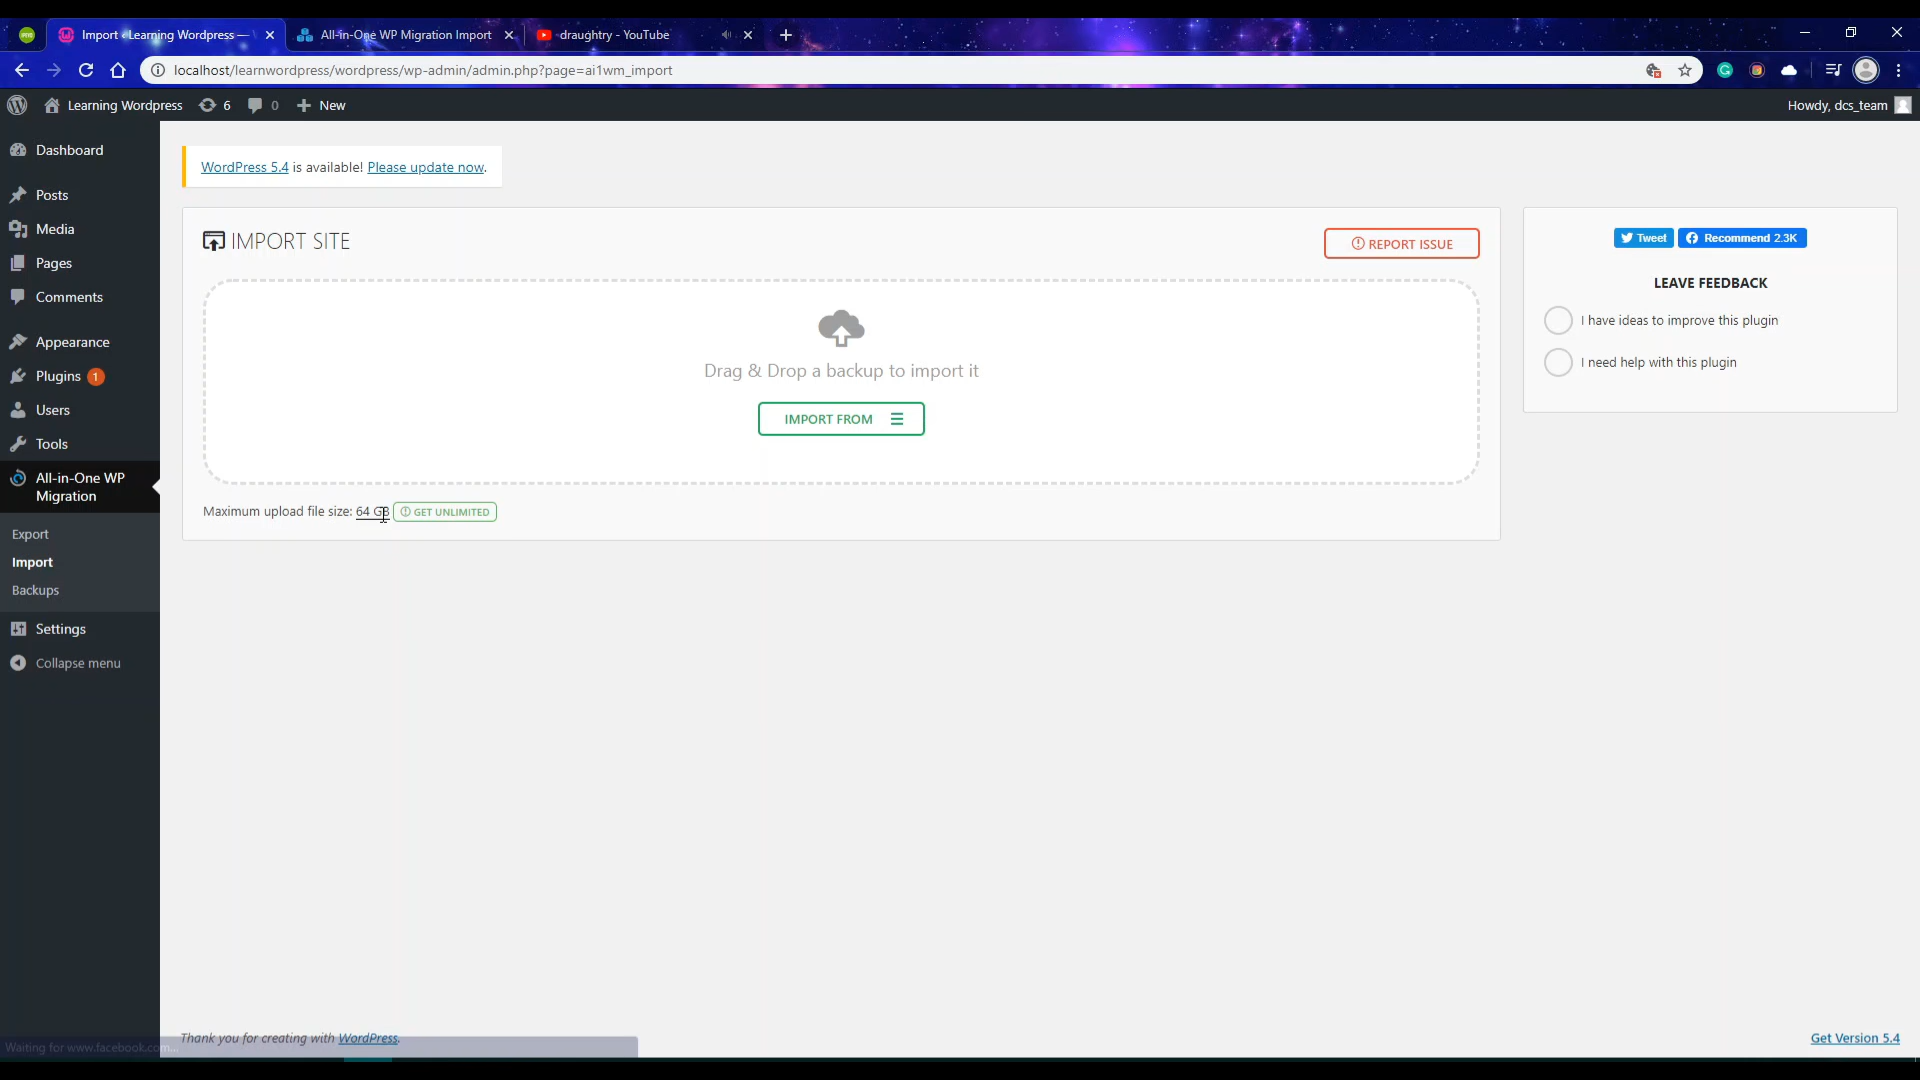 Import ‹ Learning Wordpress —
All-in-One WP Migration Import
draughtry - YouTube
localhost/learnwordpress/wordpress/wp-admin/admin.php?page=ai1wm_import
Learning Wordpress
6
0
New
Howdy, dcs_team
Dashboard
Posts
Media
Pages
Comments
Appearance
Plugins 1
Users
Tools
All-in-One WP
Migration
Export
Import
Backups
Settings
Collapse menu
WordPress 5.4 is available! Please update now.
IMPORT SITE
REPORT ISSUE
Drag & Drop a backup to import it
IMPORT FROM
Maximum upload file size: 64 GB
GET UNLIMITED
Tweet
Recommend 2.3K
LEAVE FEEDBACK
I have ideas to improve this plugin
I need help with this plugin
Thank you for creating with WordPress.
Get Version 5.4
Waiting for www.facebook.com...